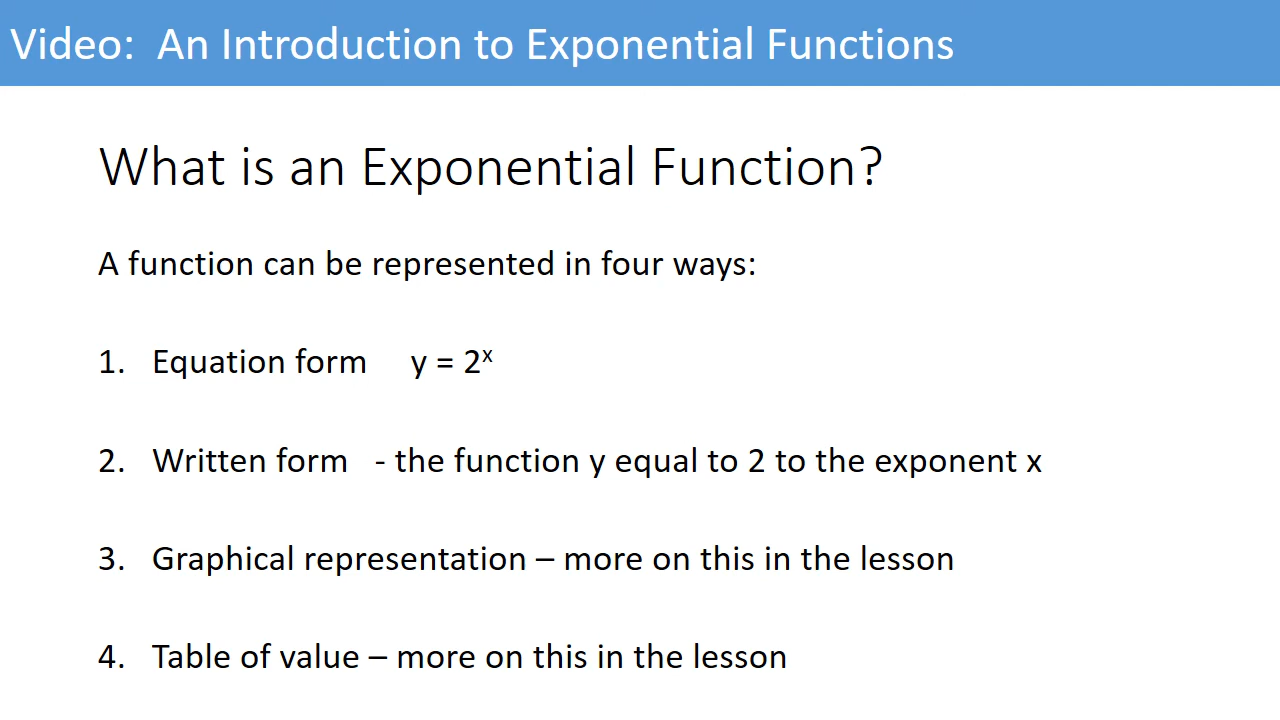 Video:  An Introduction to Exponential Functions
What is an Exponential Function?
A function can be represented in four ways:
1. Equation form y = 2ˣ
2. Written form - the function y equal to 2 to the exponent x
3. Graphical representation – more on this in the lesson
4. Table of value – more on this in the lesson